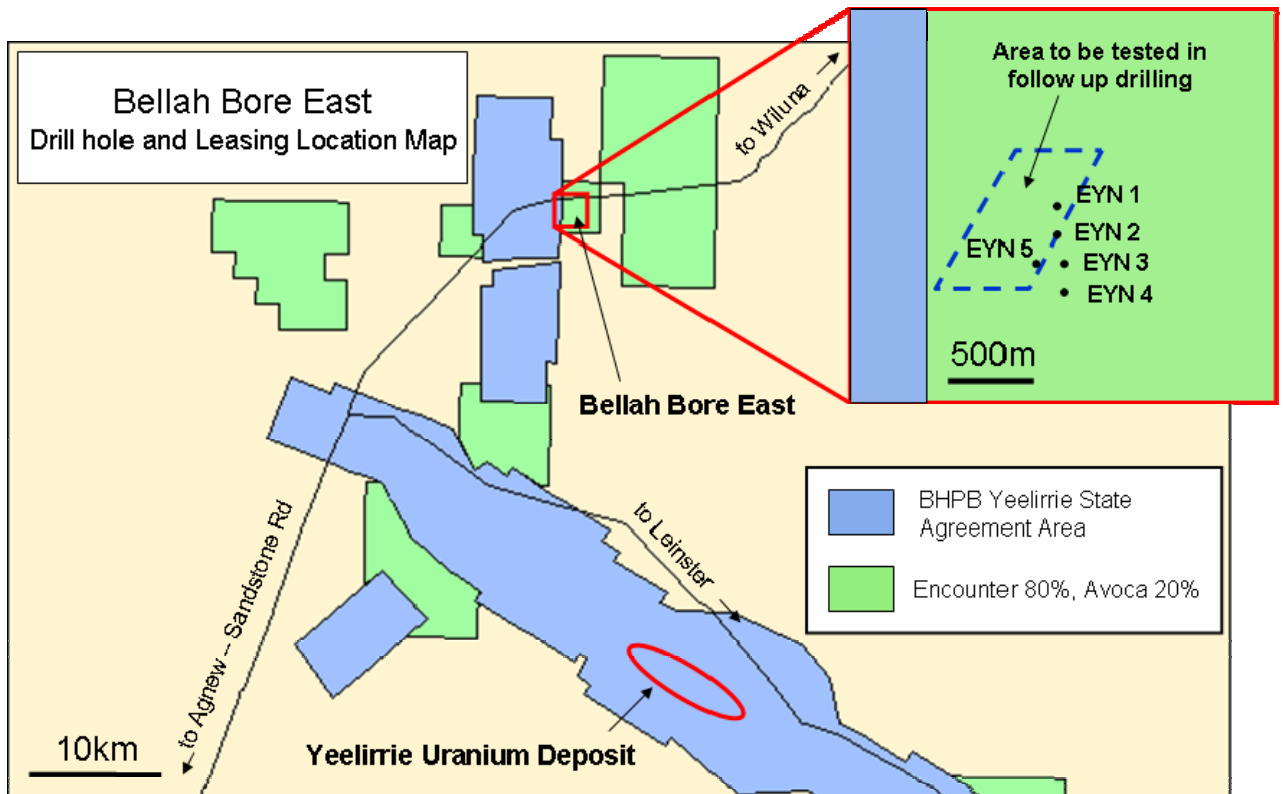 Bellah Bore East
Drill hole and Leasing Location Map
to Wiluna
Area to be tested in
follow up drilling
EYN 1
EYN 2
EYN 5
EYN 3
EYN 4
500m
Bellah Bore East
BHPB Yeelirrie State
Agreement Area
Encounter 80%, Avoca 20%
to Leinster
to Agnew – Sandstone Rd
Yeelirrie Uranium Deposit
10km